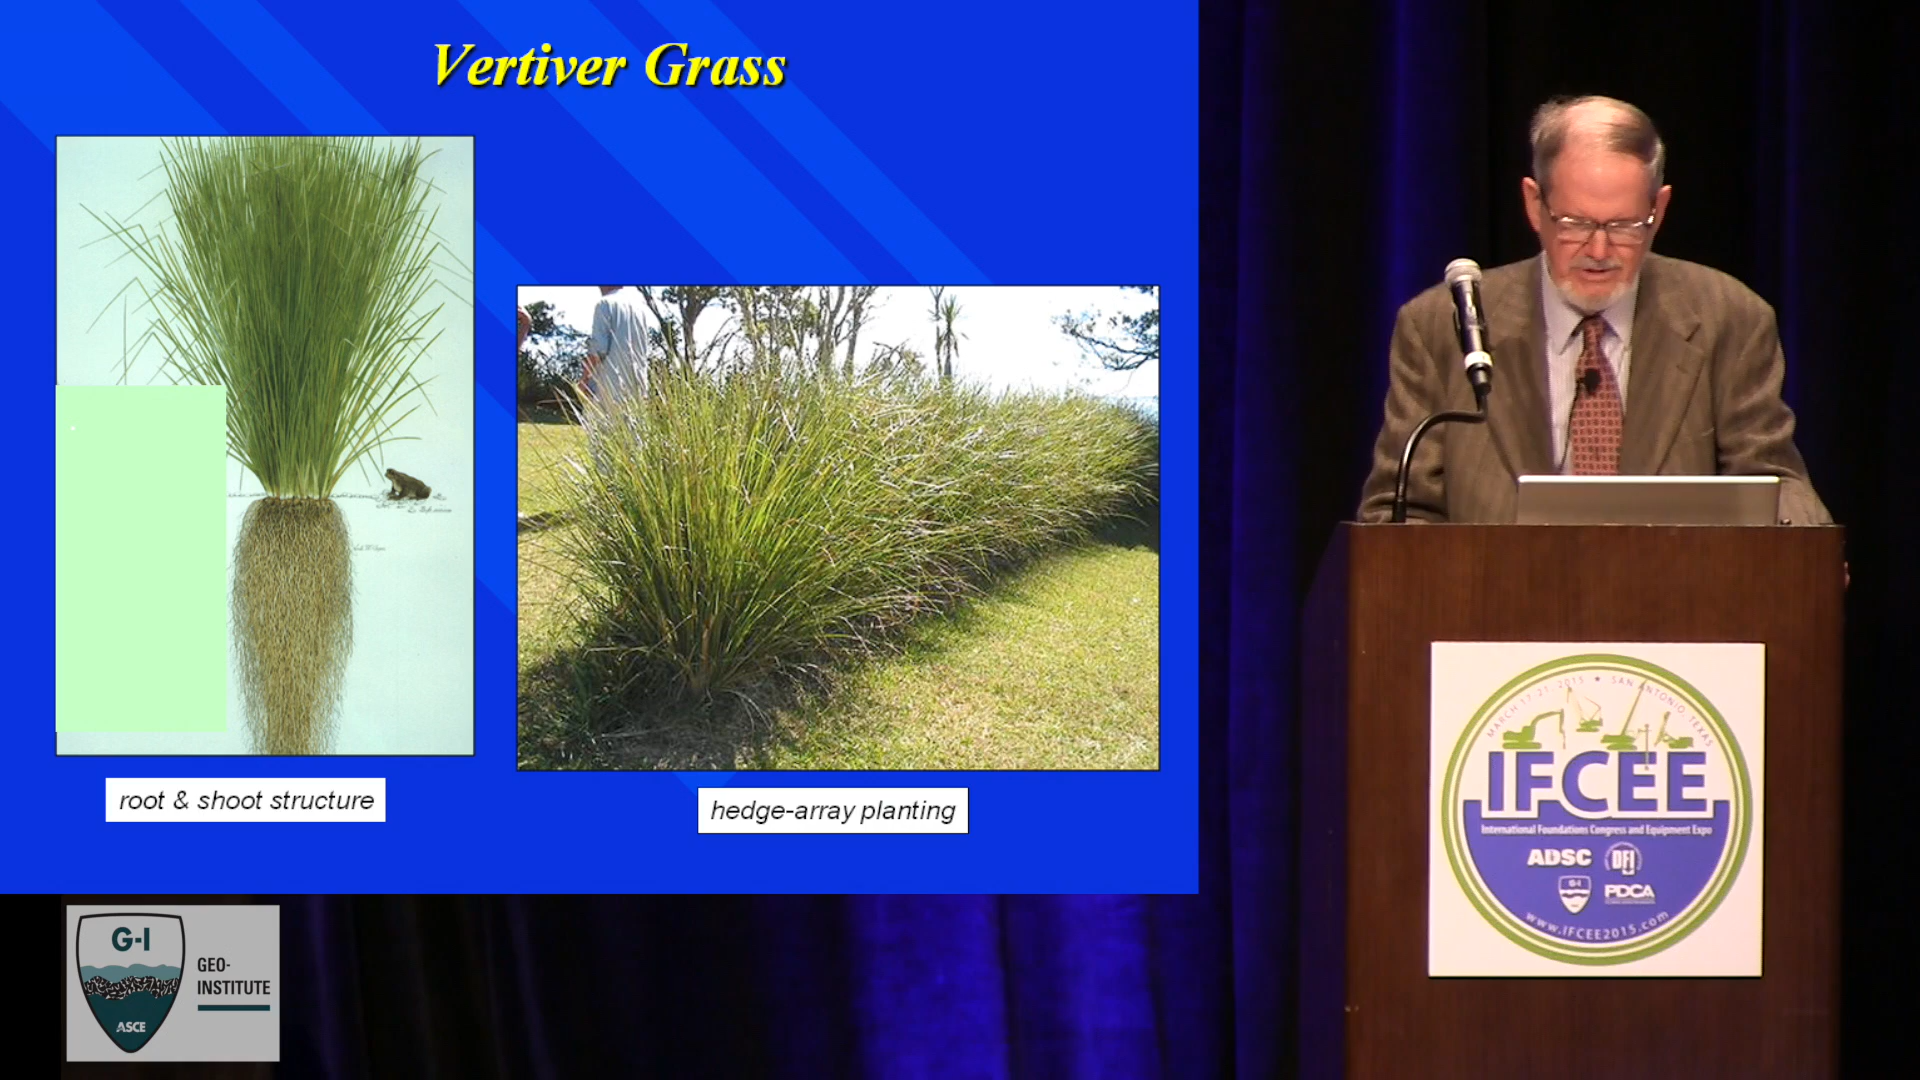 Vertiver Grass
root & shoot structure
hedge-array planting
G-I
GEO-
INSTITUTE
ASCE
MARCH 17-21, 2015 ★ SAN ANTONIO, TEXAS
IFCEE
International Foundations Congress and Equipment Expo
ADSC
DFI
G-I
PDCA
www.IFCEE2015.com